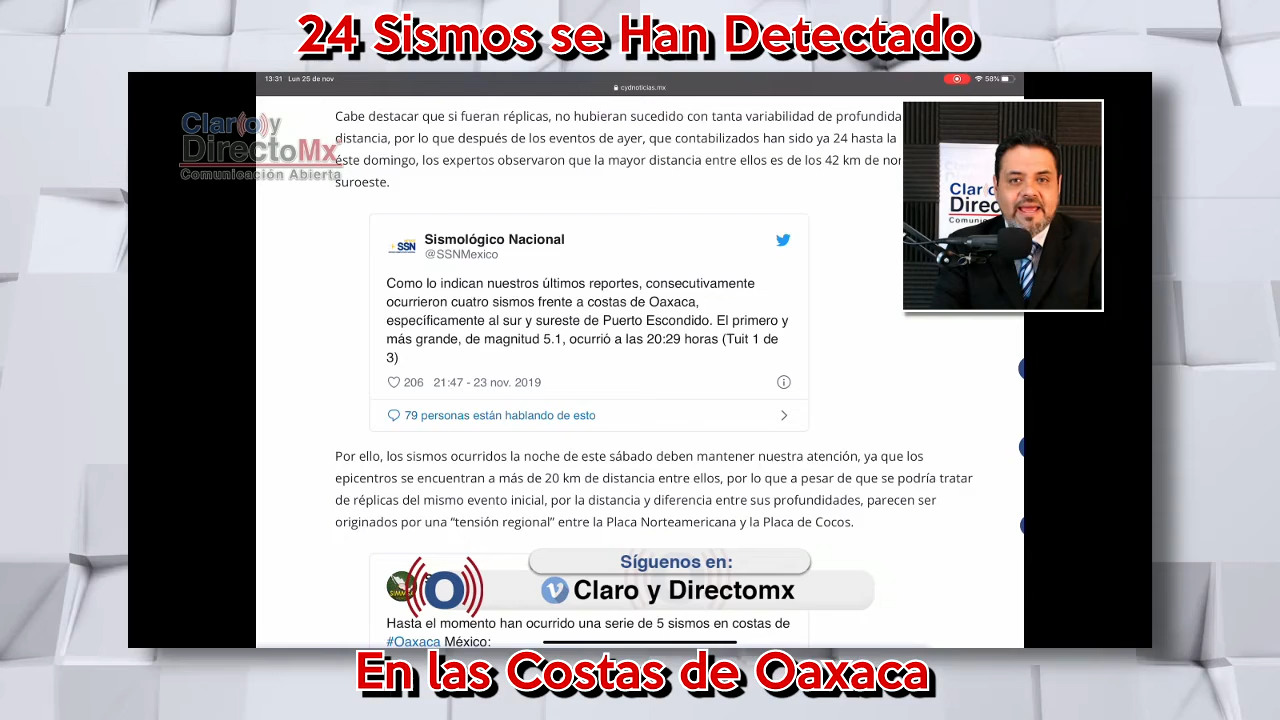 24 Sismos se Han Detectado
13:31 Lun 25 de nov
58%
cydnoticias.mx
Claro y
DirectoMx
Comunicación Abierta
Cabe destacar que si fueran réplicas, no hubieran sucedido con tanta variabilidad de
distancia, por lo que después de los eventos de ayer, que contabilizados han sido ya 24 hasta la
éste domingo, los expertos observaron que la mayor distancia entre ellos es de los 42 km de
suroeste.
Sismológico Nacional
@SSNMexico
SSN
Como lo indican nuestros últimos reportes, consecutivamente
ocurrieron cuatro sismos frente a costas de Oaxaca,
específicamente al sur y sureste de Puerto Escondido. El primero y
más grande, de magnitud 5.1, ocurrió a las 20:29 horas (Tuit 1 de
3)
206 21:47 - 23 nov. 2019
79 personas están hablando de esto
Por ello, los sismos ocurridos la noche de este sábado deben mantener nuestra atención, ya que los
epicentros se encuentran a más de 20 km de distancia entre ellos, por lo que a pesar de que se podría tratar
de réplicas del mismo evento inicial, por la distancia y diferencia entre sus profundidades, parecen ser
originados por una “tensión regional” entre la Placa Norteamericana y la Placa de Cocos.
Síguenos en:
Claro y Directomx
Hasta el momento han ocurrido una serie de 5 sismos en costas de
#Oaxaca México:
En las Costas de Oaxaca